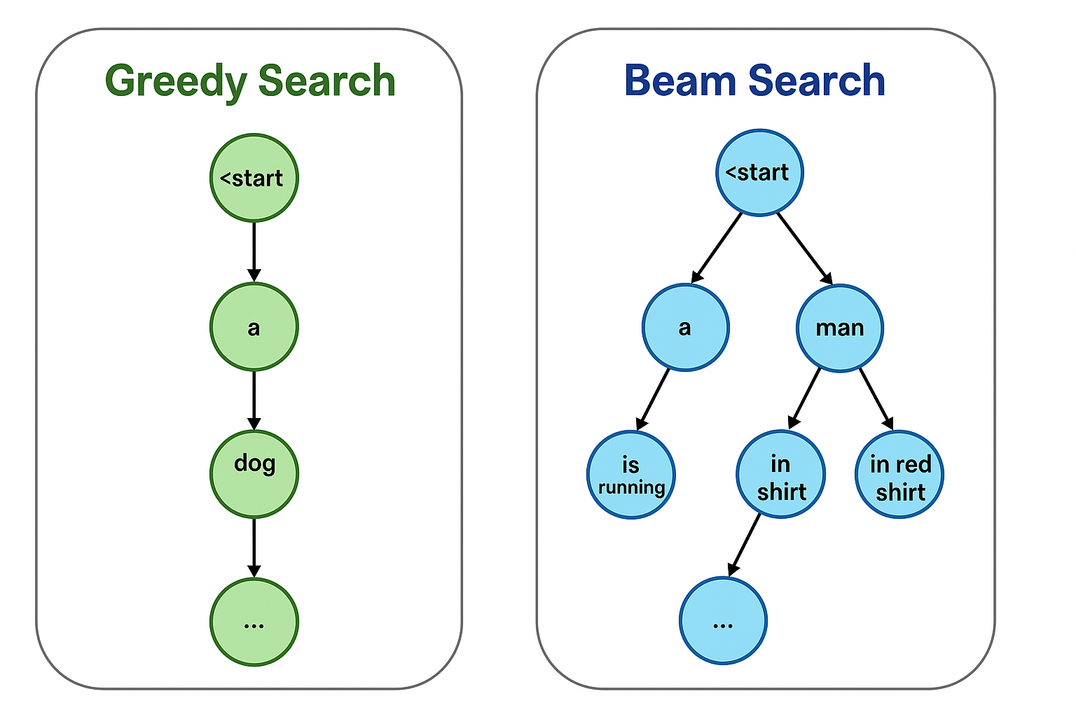 Greedy Search
<start
a
dog
...
Beam Search
<start
a
man
is
running
in
shirt
in red
shirt
...